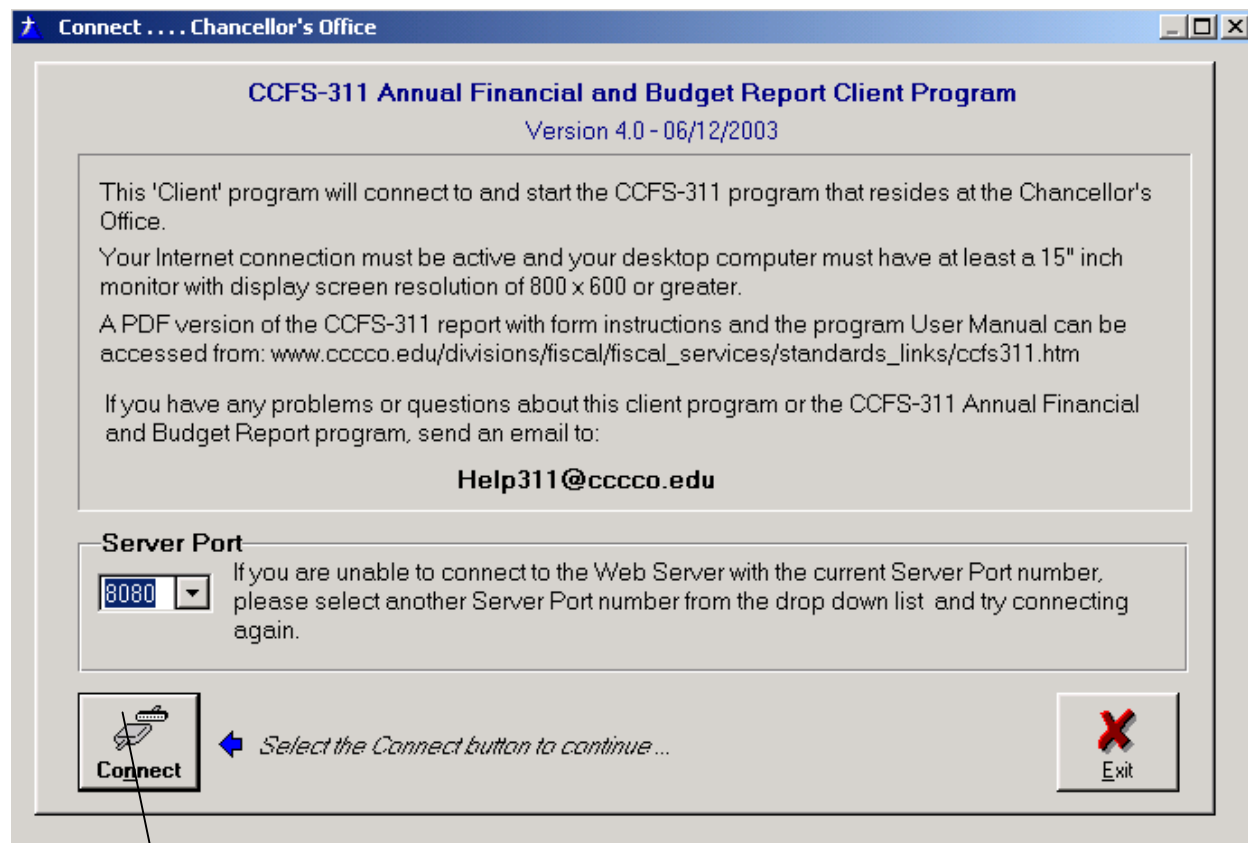 Connect .... Chancellor's Office
CCFS-311 Annual Financial and Budget Report Client Program
Version 4.0 - 06/12/2003
This 'Client' program will connect to and start the CCFS-311 program that resides at the Chancellor's
Office.
Your Internet connection must be active and your desktop computer must have at least a 15" inch
monitor with display screen resolution of 800 x 600 or greater.
A PDF version of the CCFS-311 report with form instructions and the program User Manual can be
accessed from: www.cccco.edu/divisions/fiscal/fiscal_services/standards_links/ccfs311.htm
If you have any problems or questions about this client program or the CCFS-311 Annual Financial
and Budget Report program, send an email to:
Help311@cccco.edu
Server Port
8080
If you are unable to connect to the Web Server with the current Server Port number,
please select another Server Port number from the drop down list and try connecting
again.
Connect
Select the Connect button to continue ...
Exit